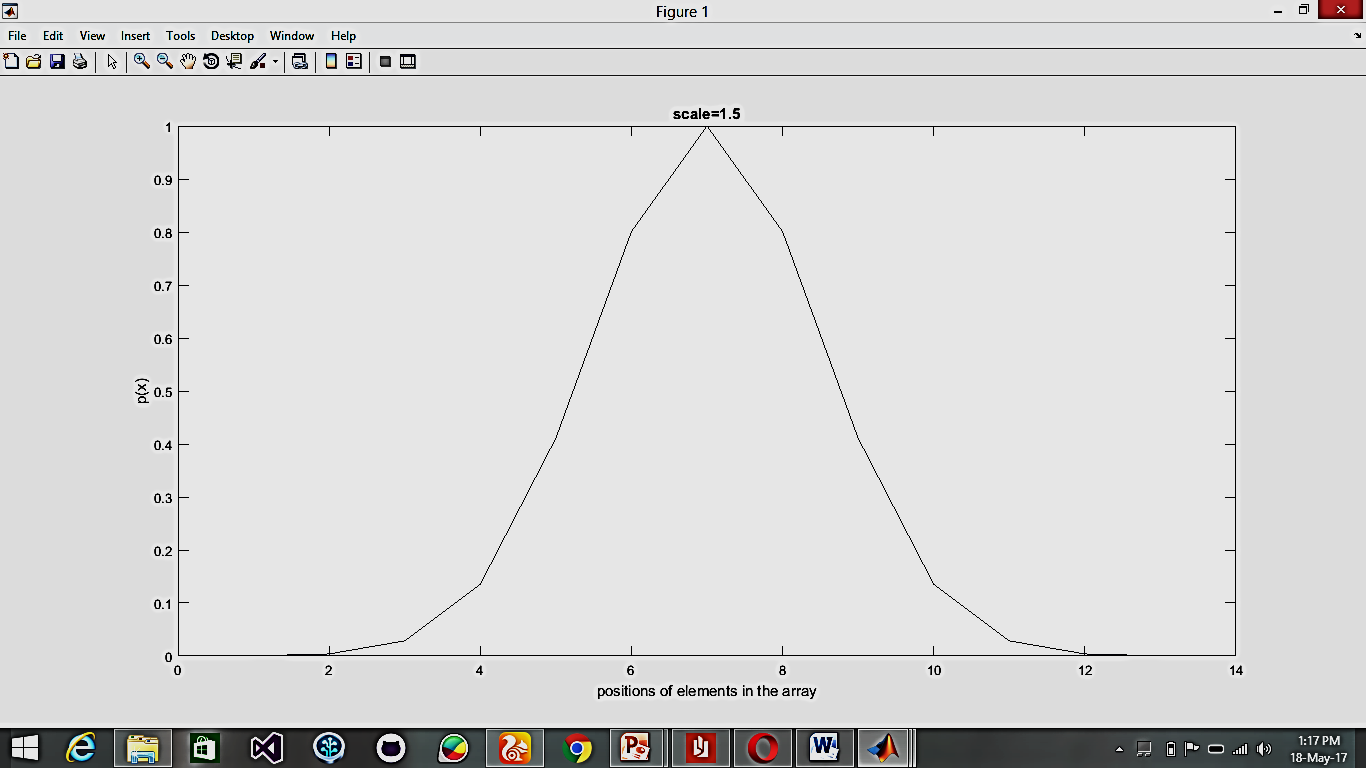 Figure 1
File Edit View Insert Tools Desktop Window Help
scale=1.5
1
0.9
0.8
0.7
0.6
0.5
0.4
0.3
0.2
0.1
0
p(x)
0 2 4 6 8 10 12 14
positions of elements in the array
1:17 PM
18-May-17